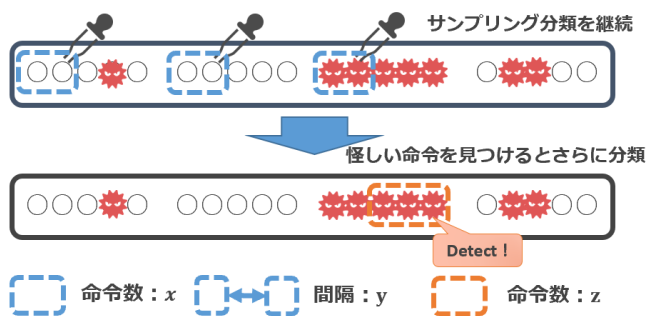 サンプリング分類を継続
怪しい命令を見つけるとさらに分類
Detect！
命令数：x
間隔：y
命令数：z